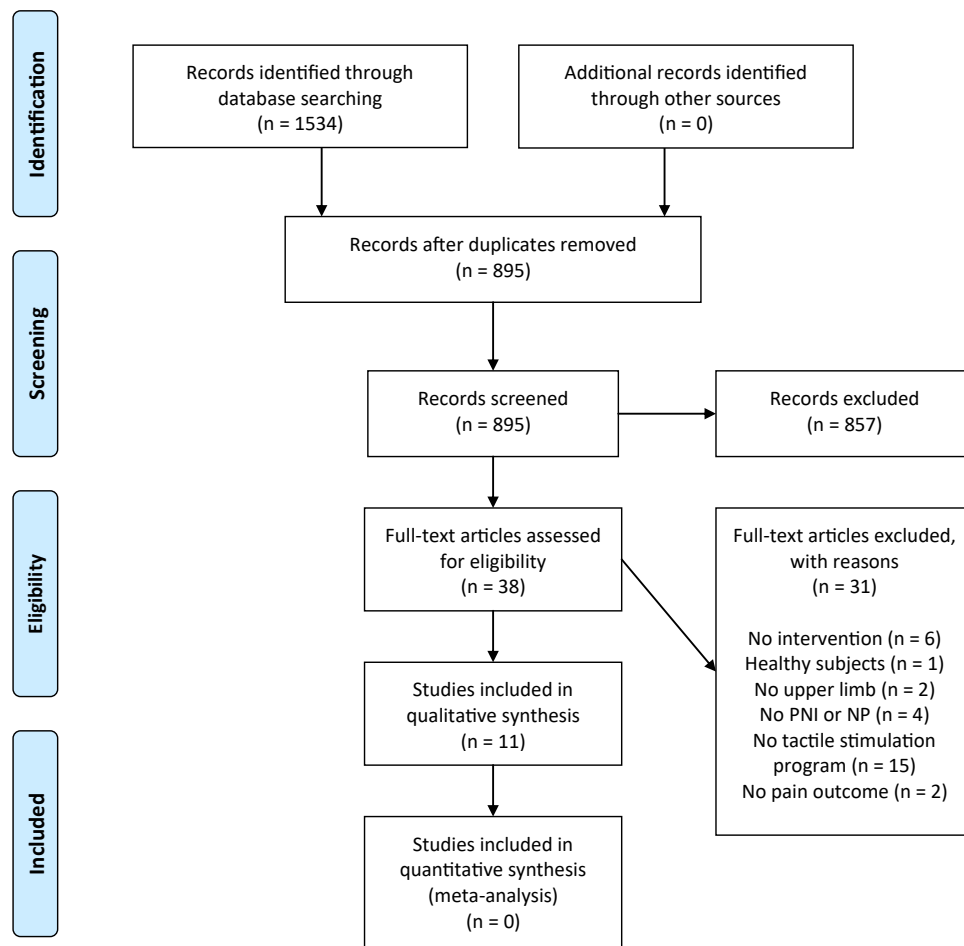 Identification
Records identified through
database searching
(n = 1534)
Additional records identified
through other sources
(n = 0)
Records after duplicates removed
(n = 895)
Screening
Records screened
(n = 895)
Records excluded
(n = 857)
Eligibility
Full-text articles assessed
for eligibility
(n = 38)
Full-text articles excluded,
with reasons
(n = 31)
No intervention (n = 6)
Healthy subjects (n = 1)
No upper limb (n = 2)
No PNI or NP (n = 4)
No tactile stimulation
program (n = 15)
No pain outcome (n = 2)
Studies included in
qualitative synthesis
(n = 11)
Included
Studies included in
quantitative synthesis
(meta-analysis)
(n = 0)